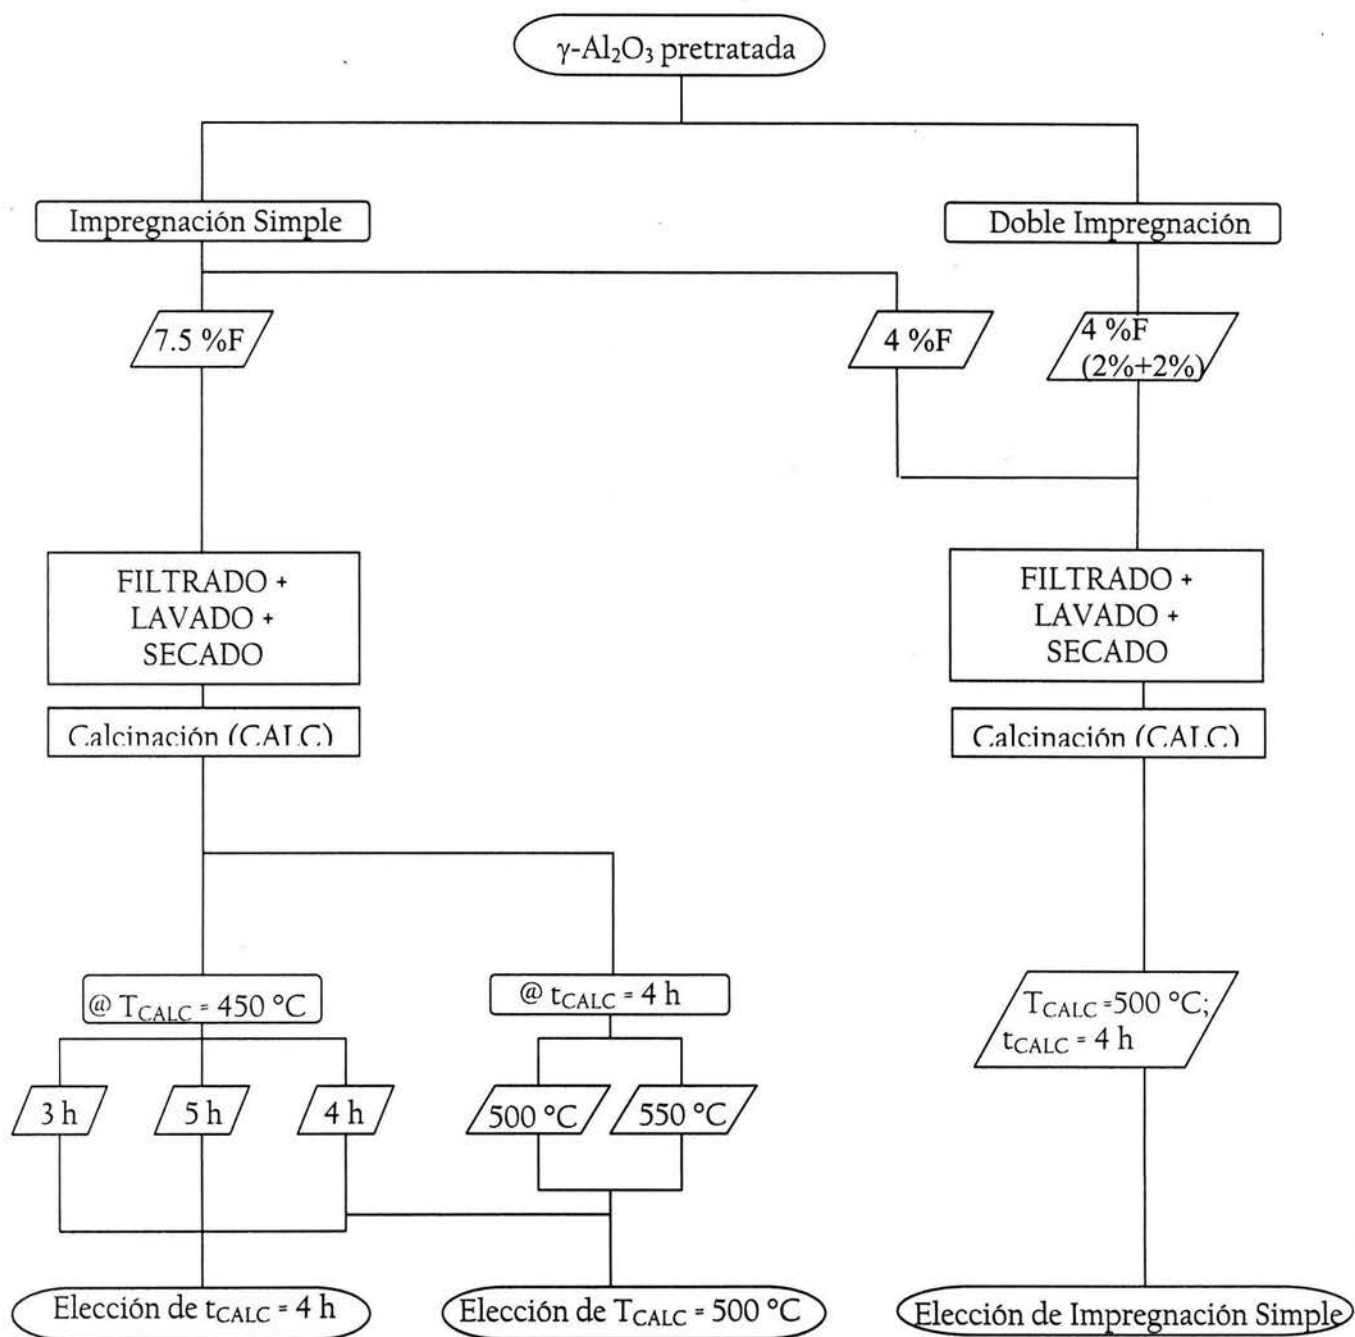 γ-Al₂O₃ pretratada
Impregnación Simple
Doble Impregnación
7.5 %F
4 %F
4 %F
(2%+2%)
FILTRADO +
LAVADO +
SECADO
FILTRADO +
LAVADO +
SECADO
Calcinación (CALC)
Calcinación (CALC)
@ T_CALC = 450 °C
@ t_CALC = 4 h
T_CALC =500 °C;
t_CALC = 4 h
3 h
5 h
4 h
500 °C
550 °C
Elección de t_CALC = 4 h
Elección de T_CALC = 500 °C
Elección de Impregnación Simple